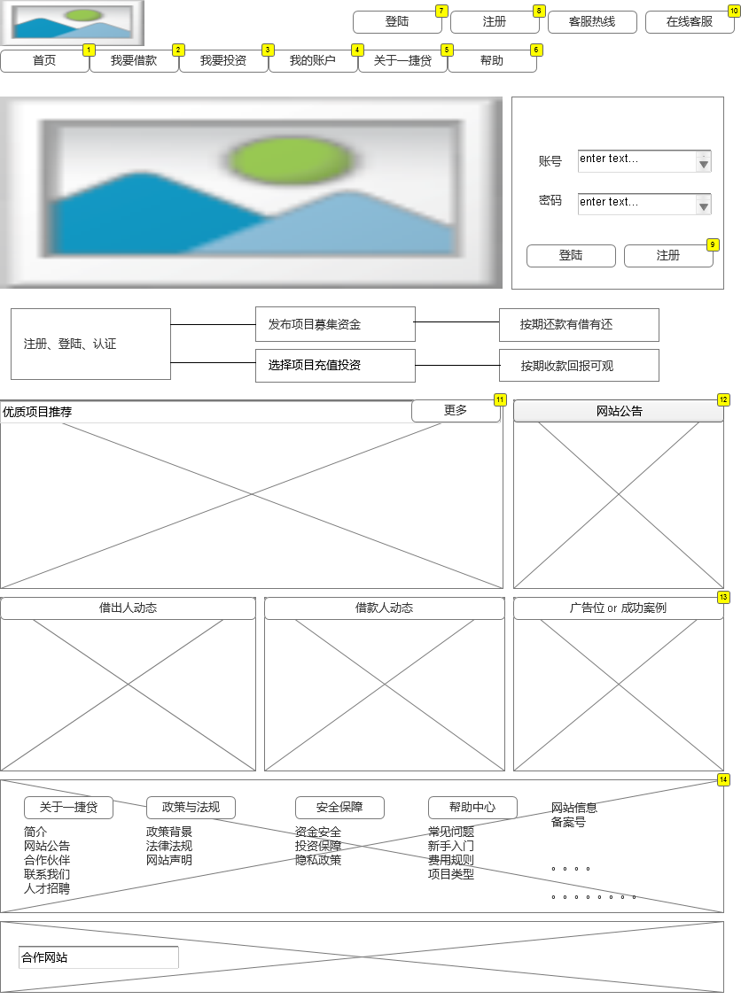 登陆 7 注册 8 客服热线 在线客服 10
首页 1 我要借款 2 我要投资 3 我的账户 4 关于一捷贷 5 帮助 6
账号 enter text...
密码 enter text...
登陆 注册 9
注册、登陆、认证
发布项目募集资金
按期还款有借有还
选择项目充值投资
按期收款回报可观
优质项目推荐 更多 11
网站公告 12
借出人动态
借款人动态
广告位 or 成功案例 13
14
关于一捷贷
简介
网站公告
合作伙伴
联系我们
人才招聘
政策与法规
政策背景
法律法规
网站声明
安全保障
资金安全
投资保障
隐私政策
帮助中心
常见问题
新手入门
费用规则
项目类型
网站信息
备案号
。。。。
。。。。。。。。
合作网站